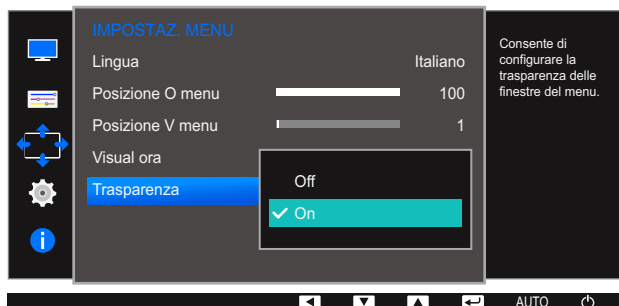 IMPOSTAZ. MENU
Lingua Italiano
Posizione O menu 100
Posizione V menu 1
Visual ora
Trasparenza
Off
On
Consente di
configurare la
trasparenza delle
finestre del menu.
AUTO